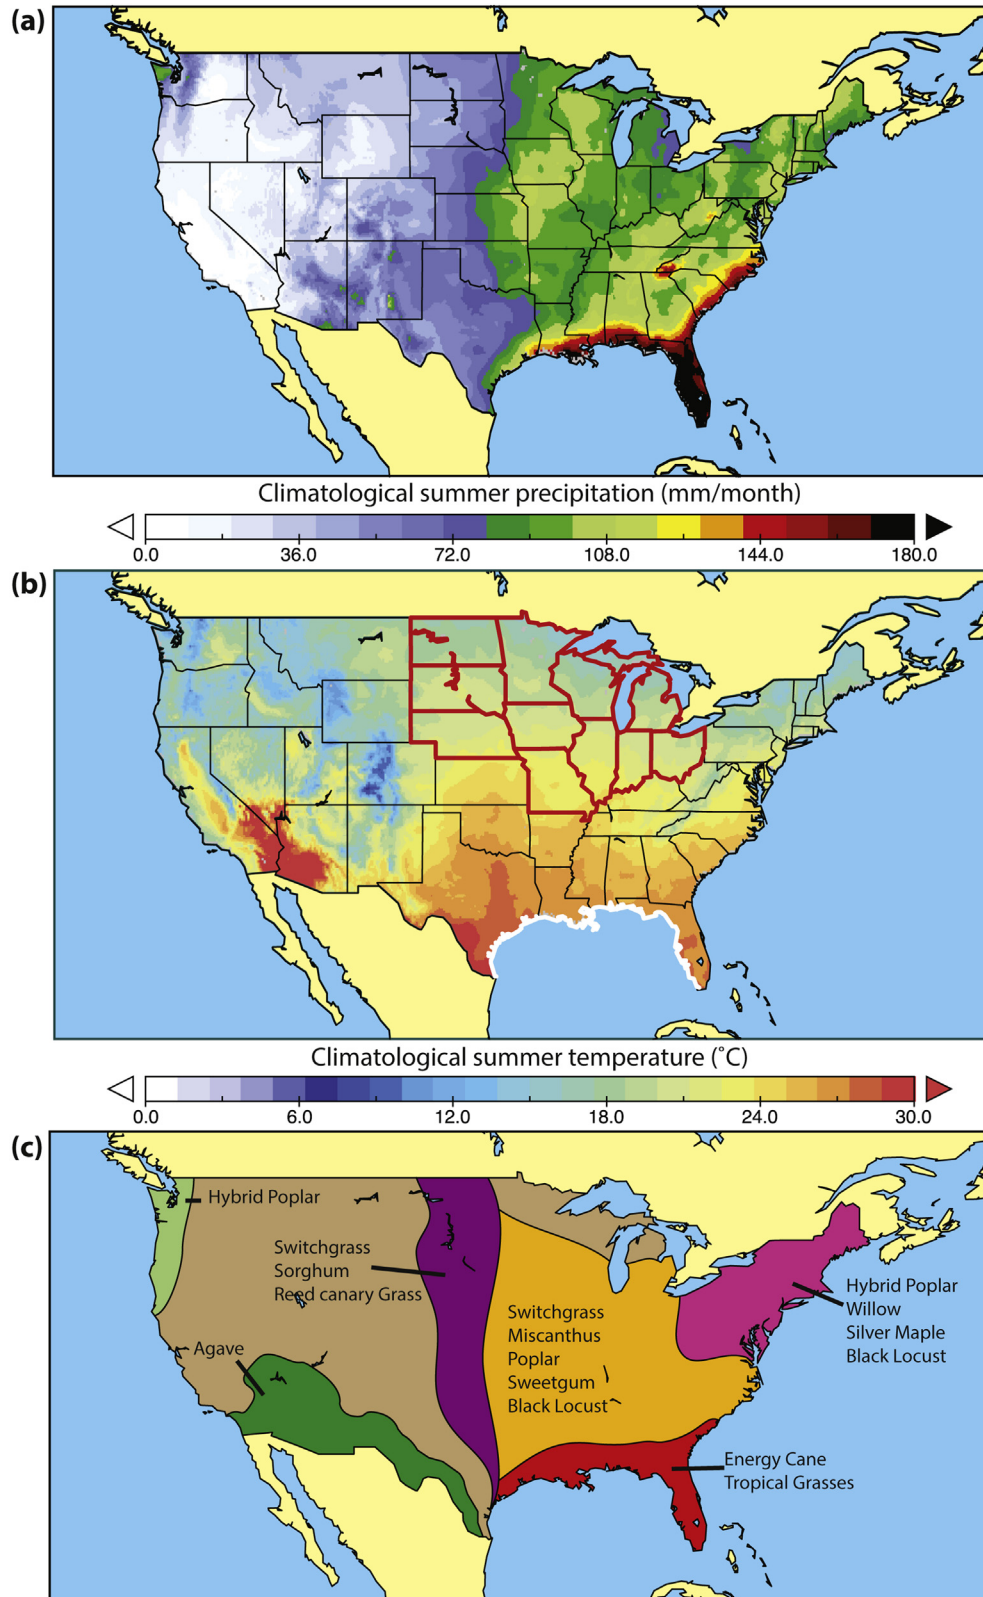 (a)
Climatological summer precipitation (mm/month)
0.0 36.0 72.0 108.0 144.0 180.0
(b)
Climatological summer temperature (˚C)
0.0 6.0 12.0 18.0 24.0 30.0
(c)
Hybrid Poplar
Switchgrass
Sorghum
Reed canary Grass
Agave
Switchgrass
Miscanthus
Poplar
Sweetgum
Black Locust
Hybrid Poplar
Willow
Silver Maple
Black Locust
Energy Cane
Tropical Grasses